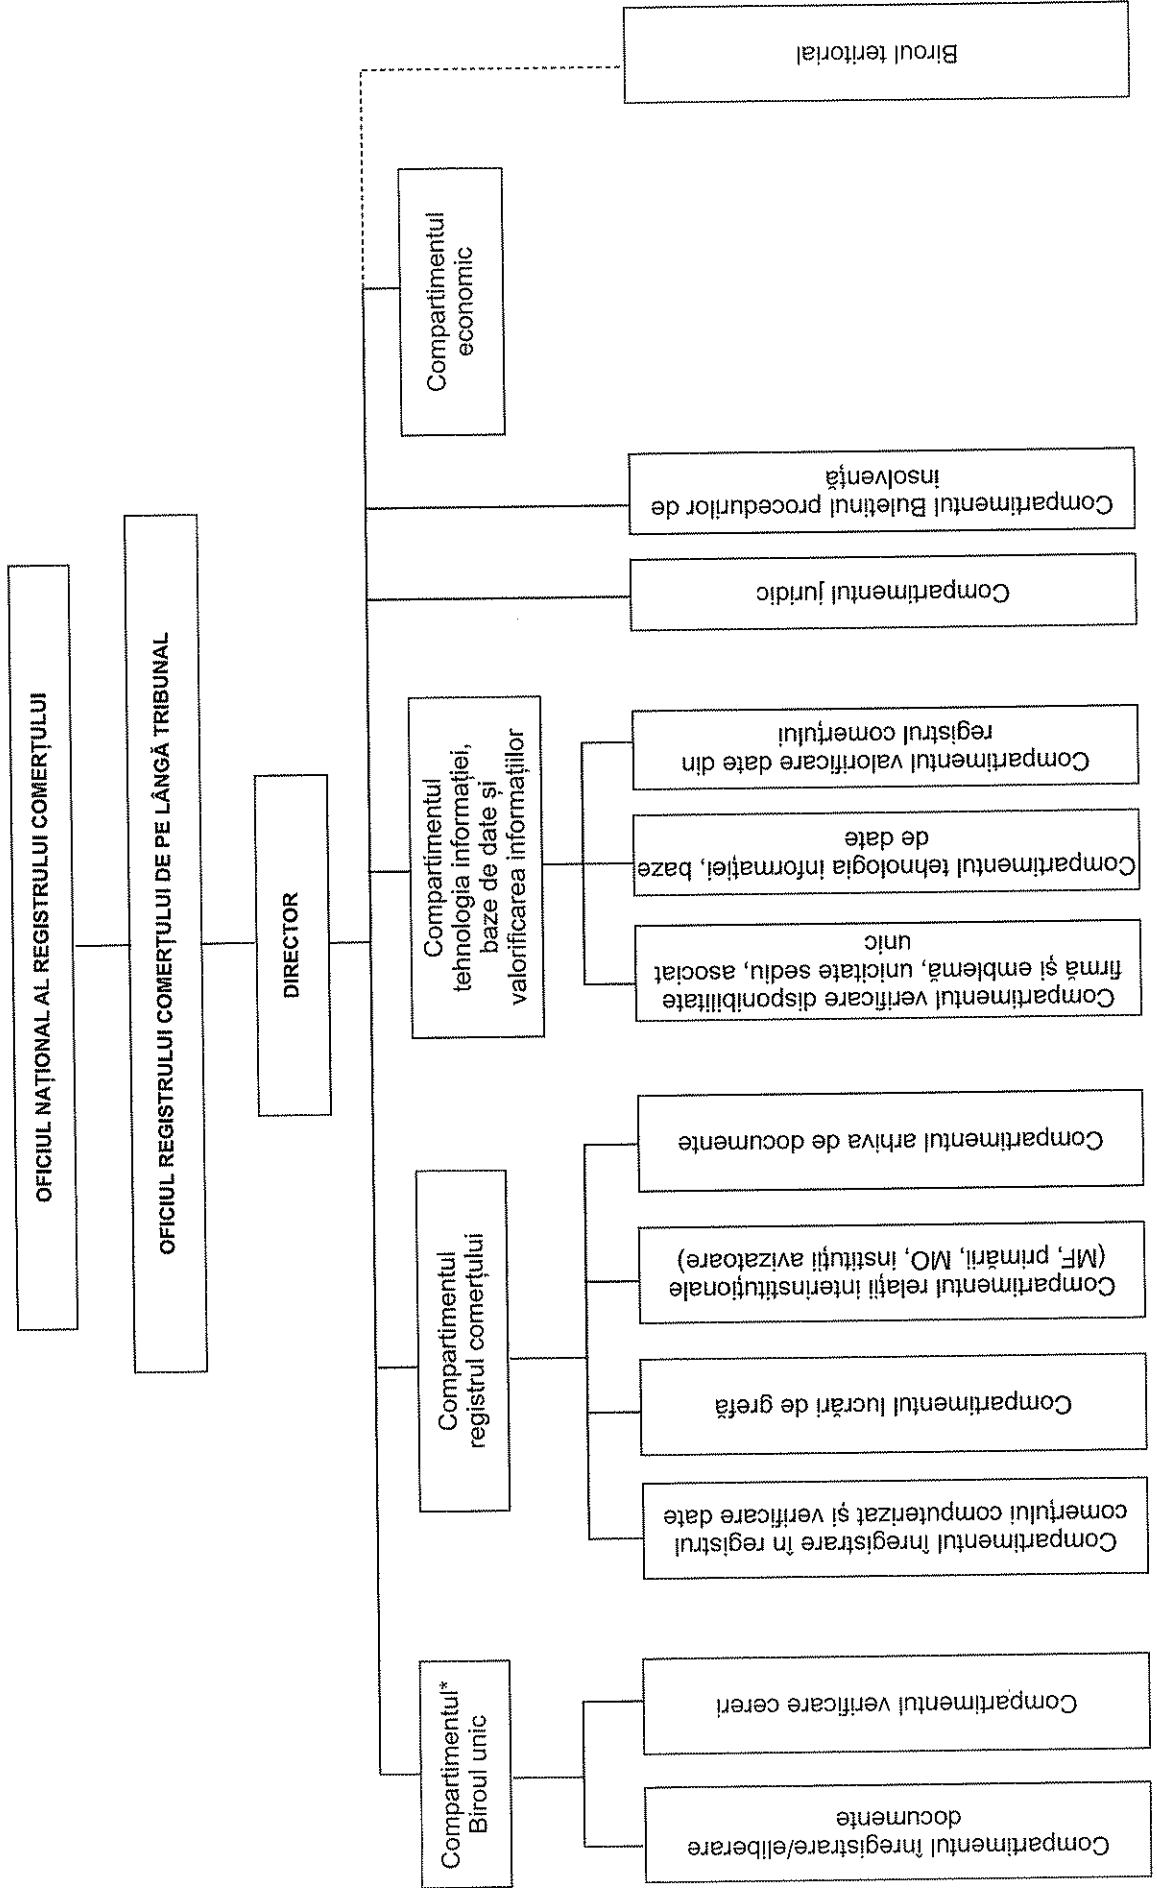 OFICIUL NAȚIONAL AL REGISTRULUI COMERȚULUI
OFICIUL REGISTRULUI COMERȚULUI DE PE LÂNGĂ TRIBUNAL
DIRECTOR
Compartimentul*
Biroul unic
Compartimentul
registrul comerțului
Compartimentul
tehnologia informației,
baze de date și
valorificarea informațiilor
Compartimentul
economic
Compartimentul înregistrare/eliberare
documente
Compartimentul verificare cereri
Compartimentul înregistrare în registrul
comerțului computerizat și verificare date
Compartimentul lucrări de grefă
Compartimentul relații interinstituționale
(MF, primării, MO, instituții avizatoare)
Compartimentul arhiva de documente
Compartimentul verificare disponibilitate
firmă și emblemă, unicitate sediu, asociat
unic
Compartimentul tehnologia informației, baze
de date
Compartimentul valorificare date din
registrul comerțului
Compartimentul juridic
Compartimentul Buletinul procedurilor de
insolvență
Biroul teritorial